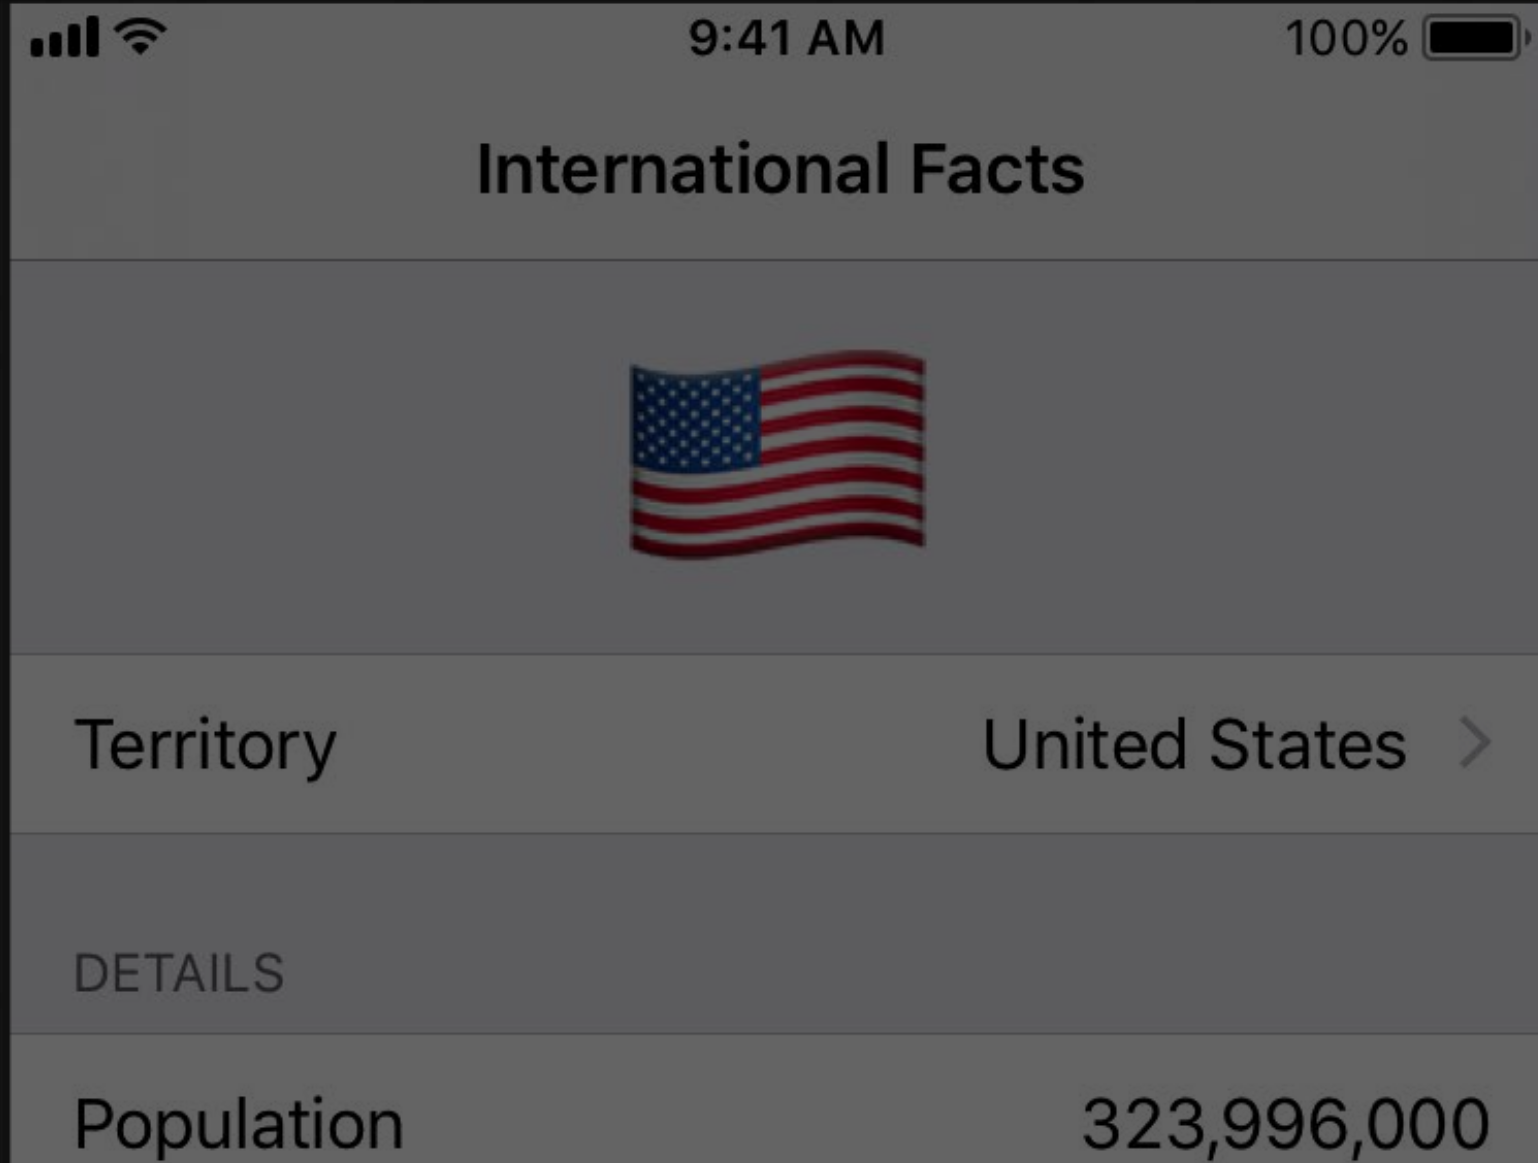 9:41 AM 100%
International Facts
Territory United States
DETAILS
Population 323,996,000